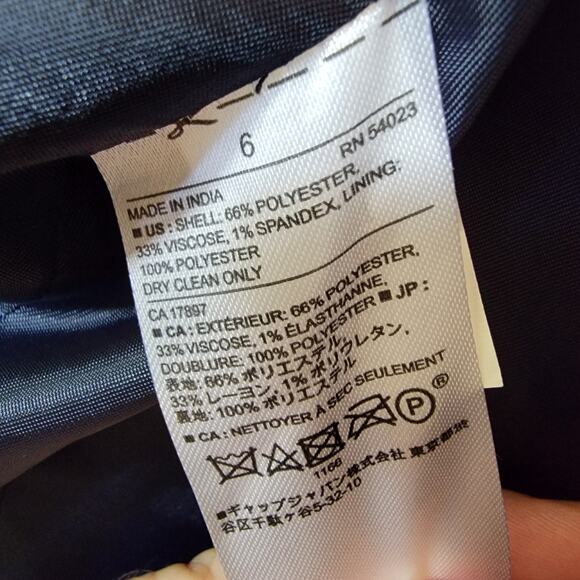 6
RN 54023
MADE IN INDIA
■ US : SHELL: 66% POLYESTER,
33% VISCOSE, 1% SPANDEX, LINING:
100% POLYESTER
DRY CLEAN ONLY
CA 17897
■ CA : EXTÉRIEUR: 66% POLYESTER,
33% VISCOSE, 1% ÉLASTHANNE,
DOUBLURE: 100% POLYESTER ■ JP :
表地: 66% ポリエステル,
33% レーヨン, 1% ポリウレタン,
裏地: 100% ポリエステル
■ CA : NETTOYER À SEC SEULEMENT
P ®
1166
■ギャップジャパン株式会社 東京都渋
谷区千駄ヶ谷5-32-10